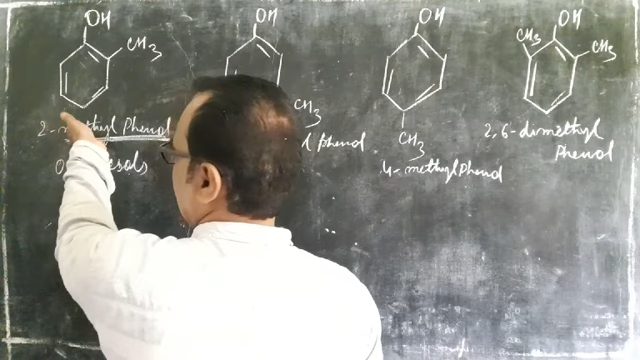 OH
CH3
2-methyl Phenol
OH
CH3
l phenol
OH
CH3
4-methyl Phenol
OH
CH3
CH3
2,6-dimethyl
Phenol